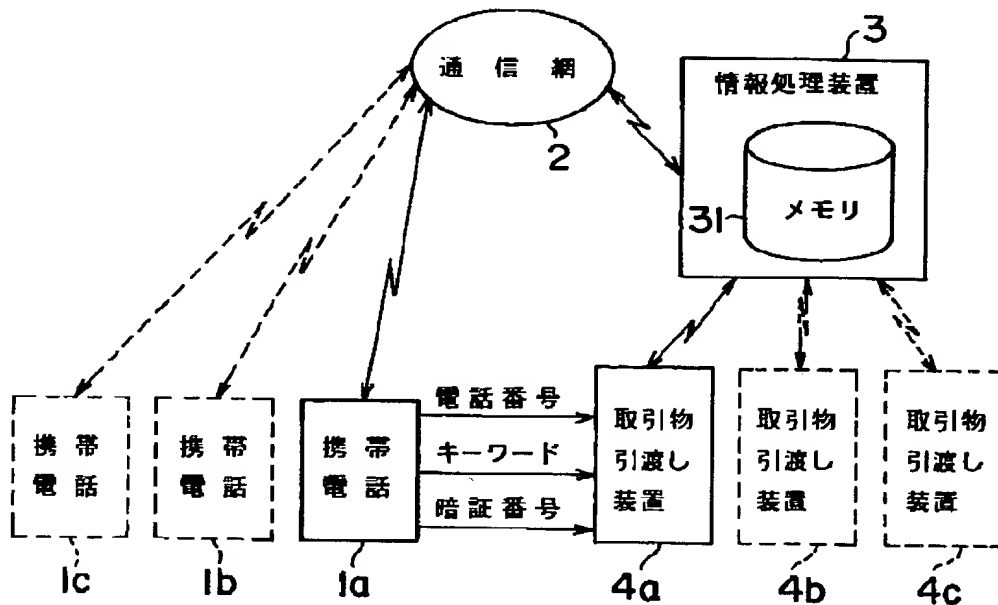 通信網
2
3
情報処理装置
メモリ
31
携帯
電話
1c
携帯
電話
1b
携帯
電話
1a
電話番号
キーワード
暗証番号
取引物
引渡し
装置
4a
取引物
引渡し
装置
4b
取引物
引渡し
装置
4c